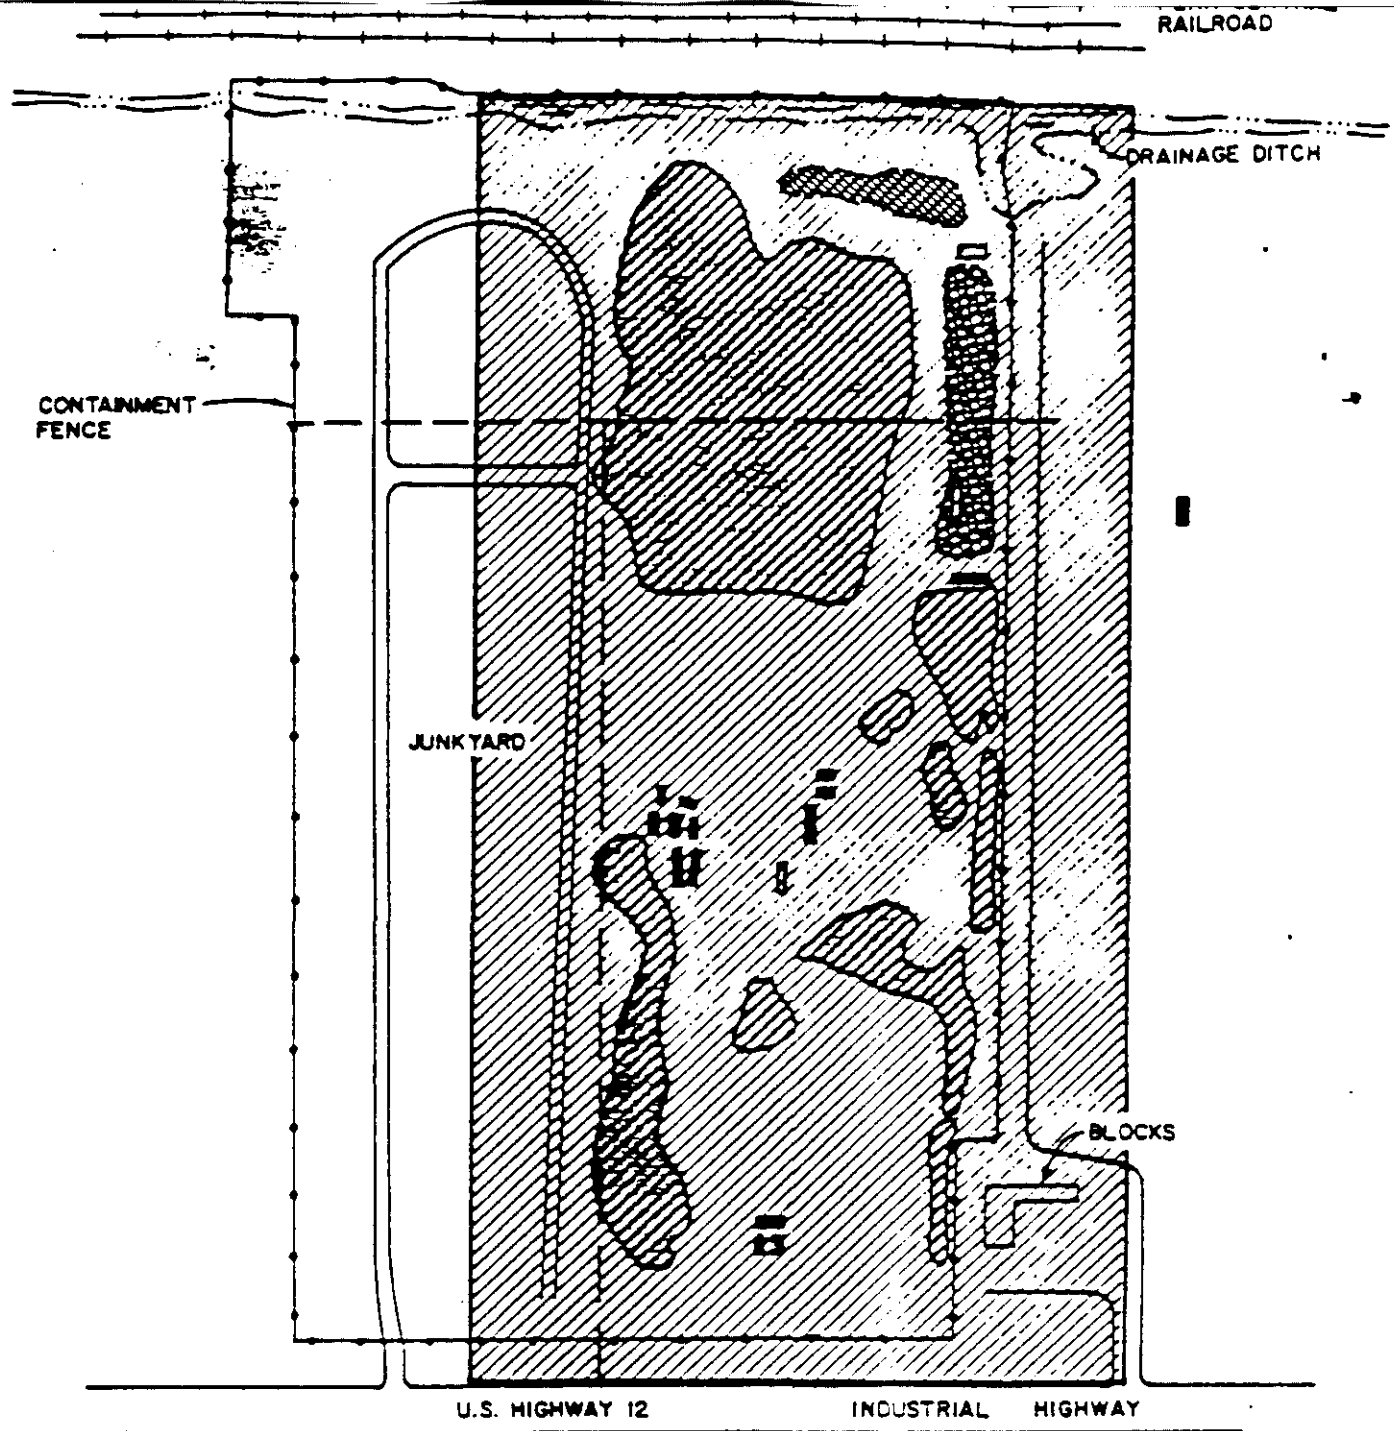 RAILROAD
DRAINAGE DITCH
CONTAINMENT
FENCE
JUNKYARD
BLOCKS
U.S. HIGHWAY 12 INDUSTRIAL HIGHWAY